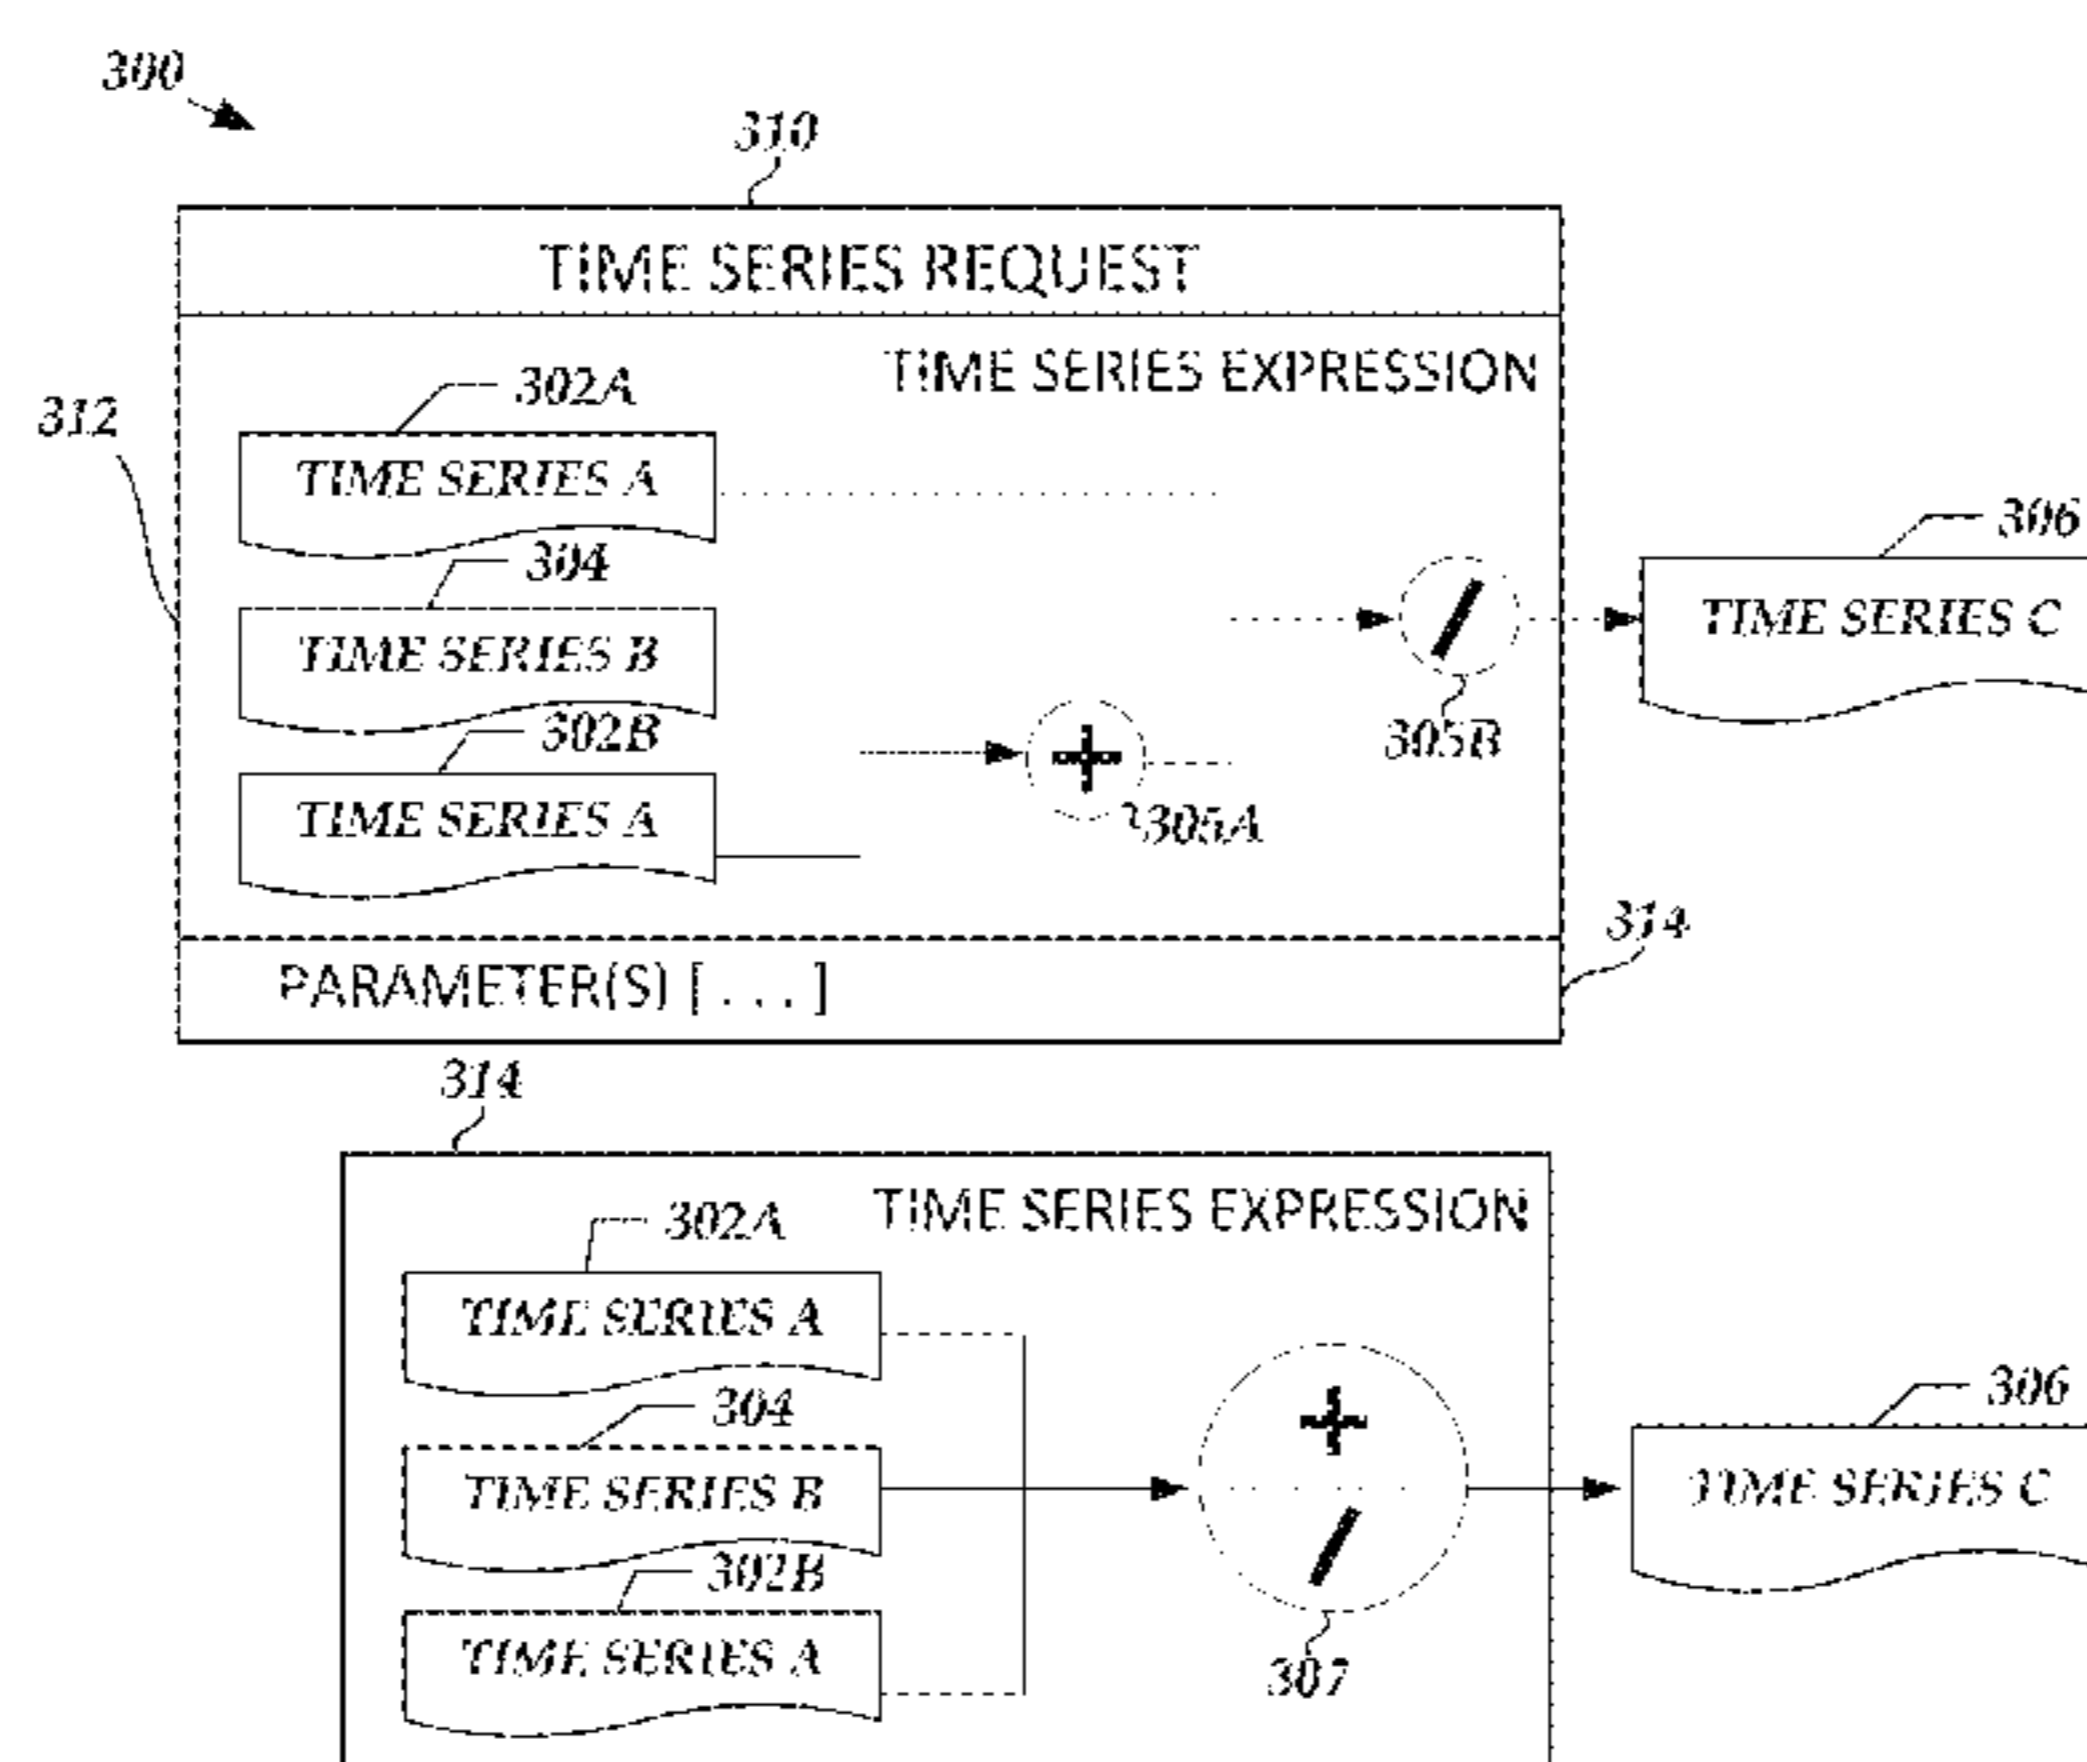 300
310
TIME SERIES REQUEST
TIME SERIES EXPRESSION
302A
312
TIME SERIES A
306
304
TIME SERIES C
TIME SERIES B
302B
305B
TIME SERIES A
305A
314
PARAMETER(S) [ . . . ]
314
TIME SERIES EXPRESSION
302A
TIME SERIES A
306
304
TIME SERIES B
TIME SERIES C
302B
TIME SERIES A
307